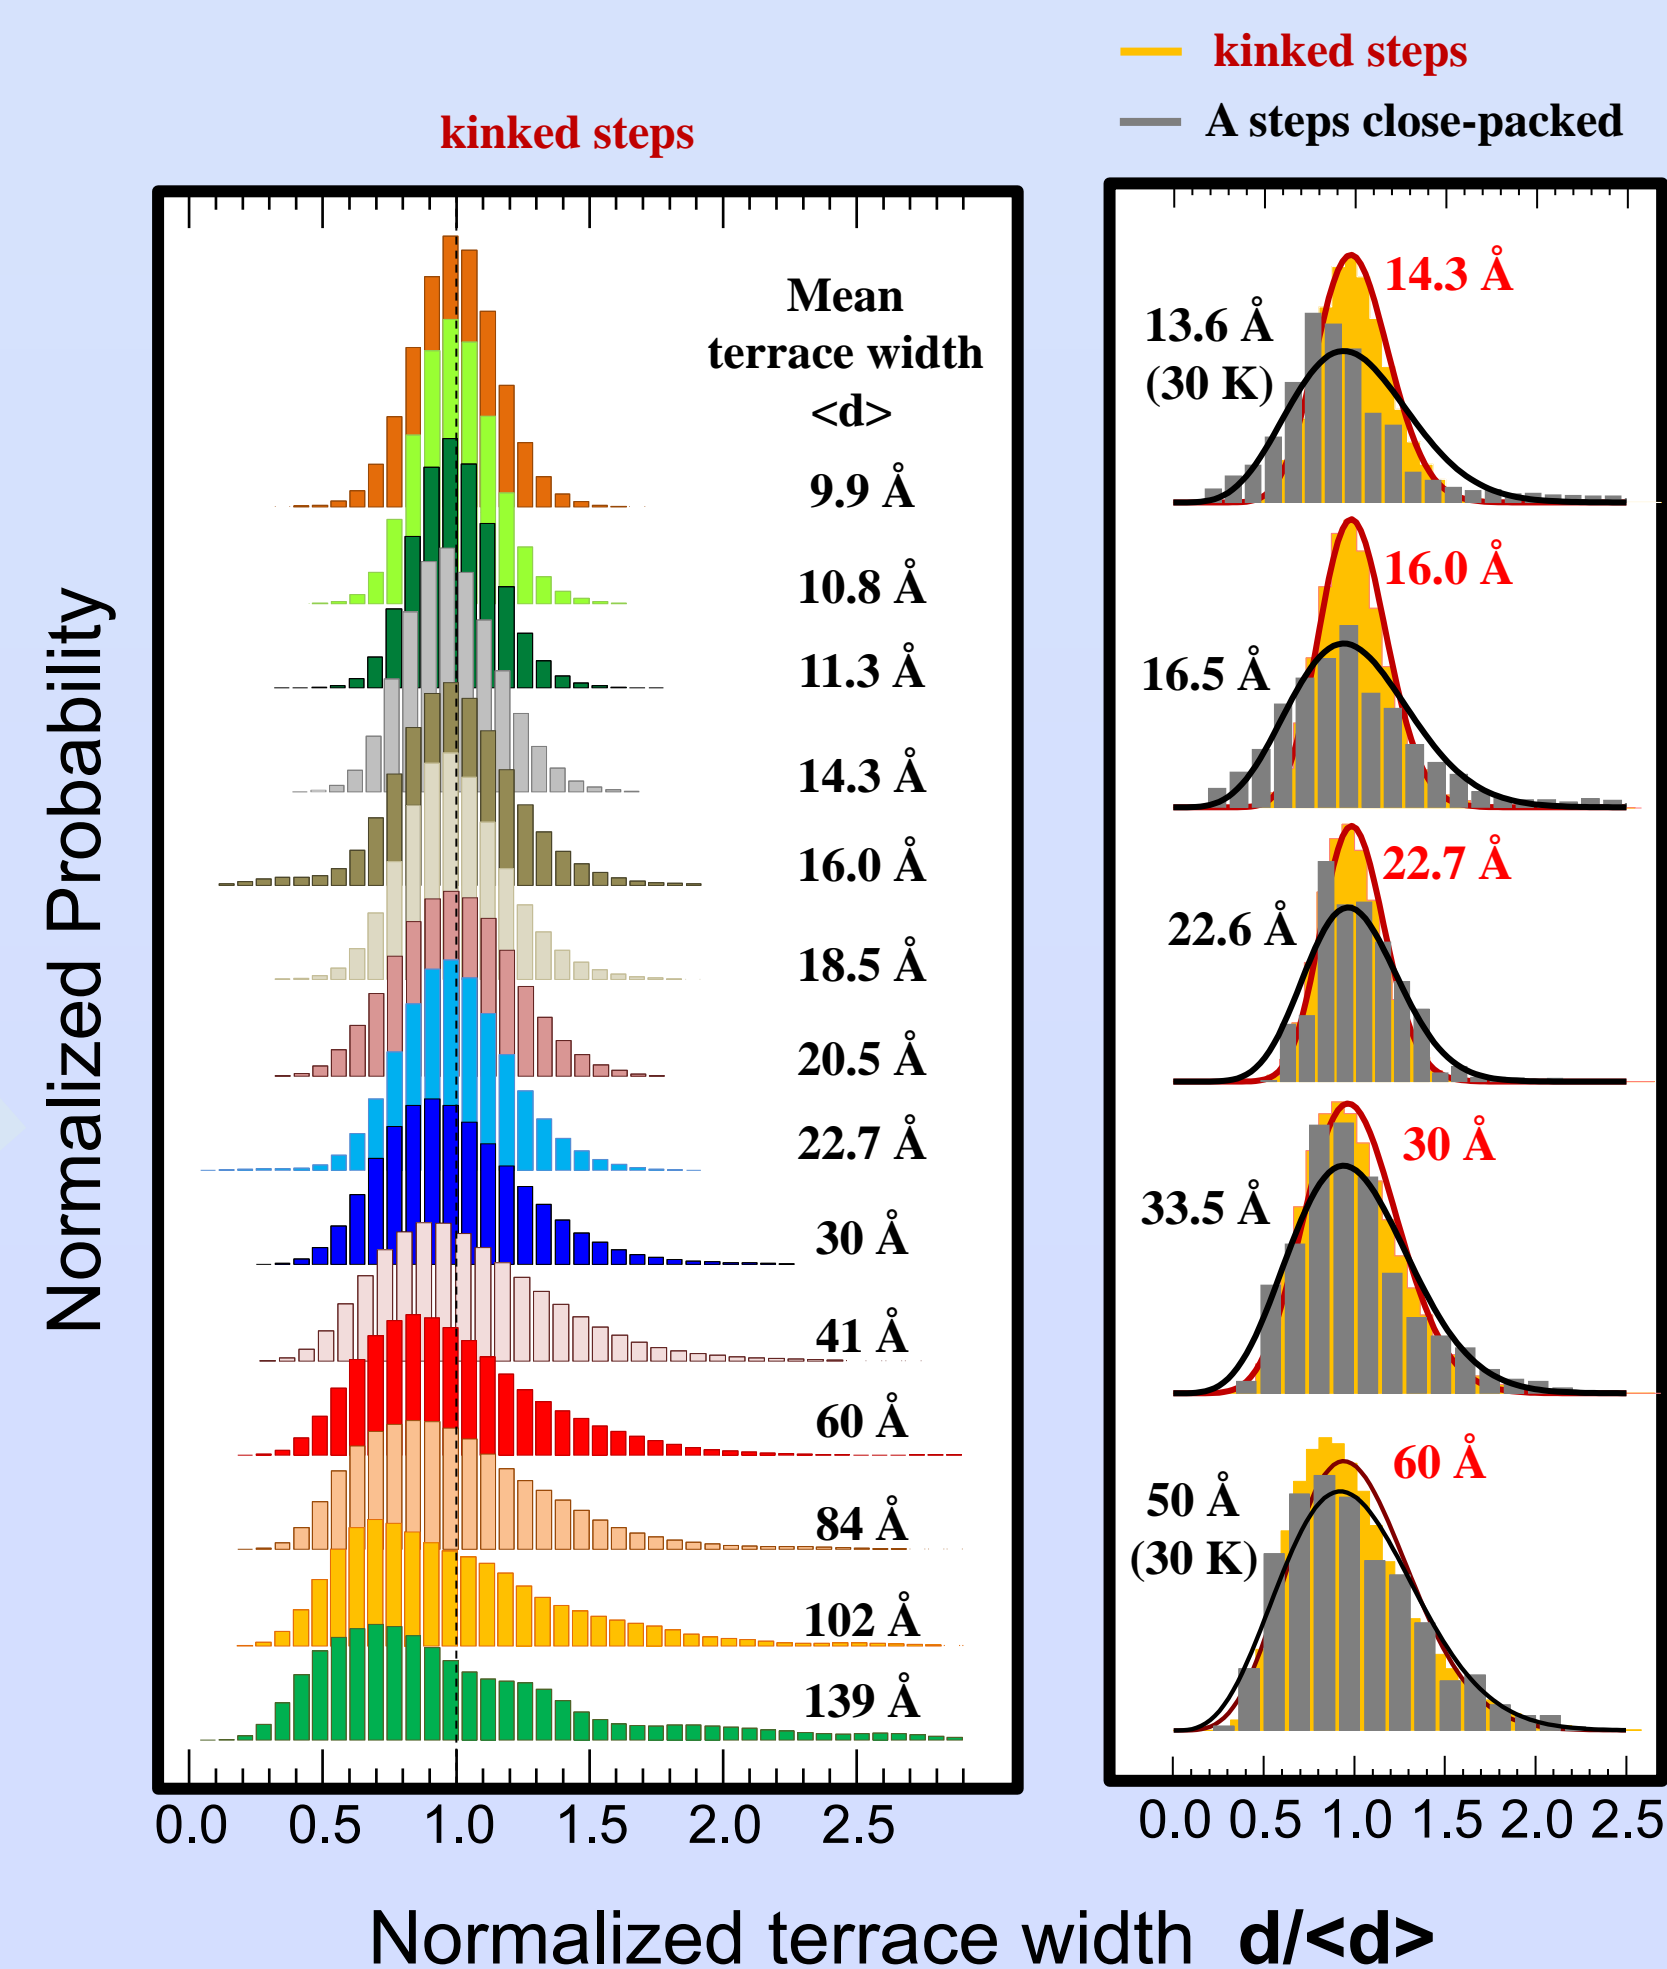 kinked steps
A steps close-packed
kinked steps
Normalized Probability
Mean
terrace width
<d>
9.9 Å
10.8 Å
11.3 Å
14.3 Å
16.0 Å
18.5 Å
20.5 Å
22.7 Å
30 Å
41 Å
60 Å
84 Å
102 Å
139 Å
0.0 0.5 1.0 1.5 2.0 2.5
14.3 Å
13.6 Å
(30 K)
16.0 Å
16.5 Å
22.7 Å
22.6 Å
30 Å
33.5 Å
60 Å
50 Å
(30 K)
0.0 0.5 1.0 1.5 2.0 2.5
Normalized terrace width d/<d>